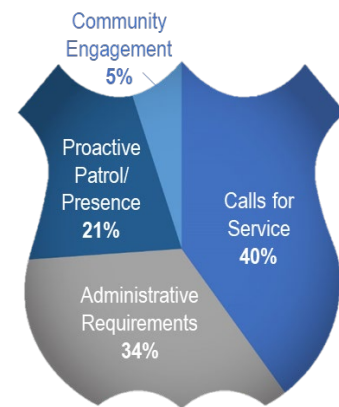 Community
Engagement
5%
Proactive
Patrol/
Presence
21%
Calls for
Service
40%
Administrative
Requirements
34%